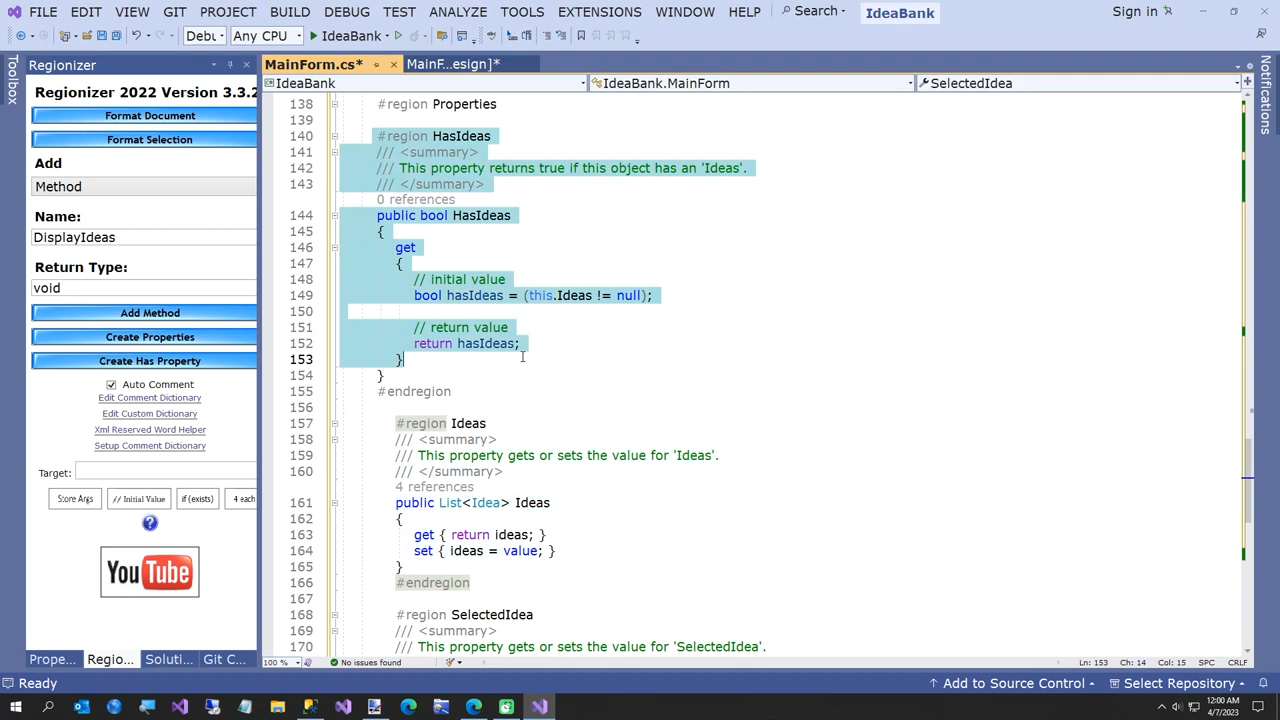 FILE EDIT VIEW GIT PROJECT BUILD DEBUG TEST ANALYZE TOOLS EXTENSIONS WINDOW HELP Search IdeaBank Sign in
Debu Any CPU IdeaBank
Toolbox
Notifications
Regionizer
Regionizer 2022 Version 3.3.2
Format Document
Format Selection
Add
Method
Name:
DisplayIdeas
Return Type:
void
Add Method
Create Properties
Create Has Property
Auto Comment
Edit Comment Dictionary
Edit Custom Dictionary
Xml Reserved Word Helper
Setup Comment Dictionary
Target:
Store Args // Initial Value if (exists) 4 each
?
YouTube
Prope... Regio... Soluti... Git C...
MainForm.cs* MainF...esign]*
IdeaBank IdeaBank.MainForm SelectedIdea
138 #region Properties
139
140 #region HasIdeas
141 /// <summary>
142 /// This property returns true if this object has an 'Ideas'.
143 /// </summary>
0 references
144 public bool HasIdeas
145 {
146 get
147 {
148 // initial value
149 bool hasIdeas = (this.Ideas != null);
150
151 // return value
152 return hasIdeas;
153 }
154 }
155 #endregion
156
157 #region Ideas
158 /// <summary>
159 /// This property gets or sets the value for 'Ideas'.
160 /// </summary>
4 references
161 public List<Idea> Ideas
162 {
163 get { return ideas; }
164 set { ideas = value; }
165 }
166 #endregion
167
168 #region SelectedIdea
169 /// <summary>
170 /// This property gets or sets the value for 'SelectedIdea'.
100 % No issues found Ln: 153 Ch: 14 Col: 15 SPC CRLF
Ready Add to Source Control Select Repository
12:00 AM
4/7/2023